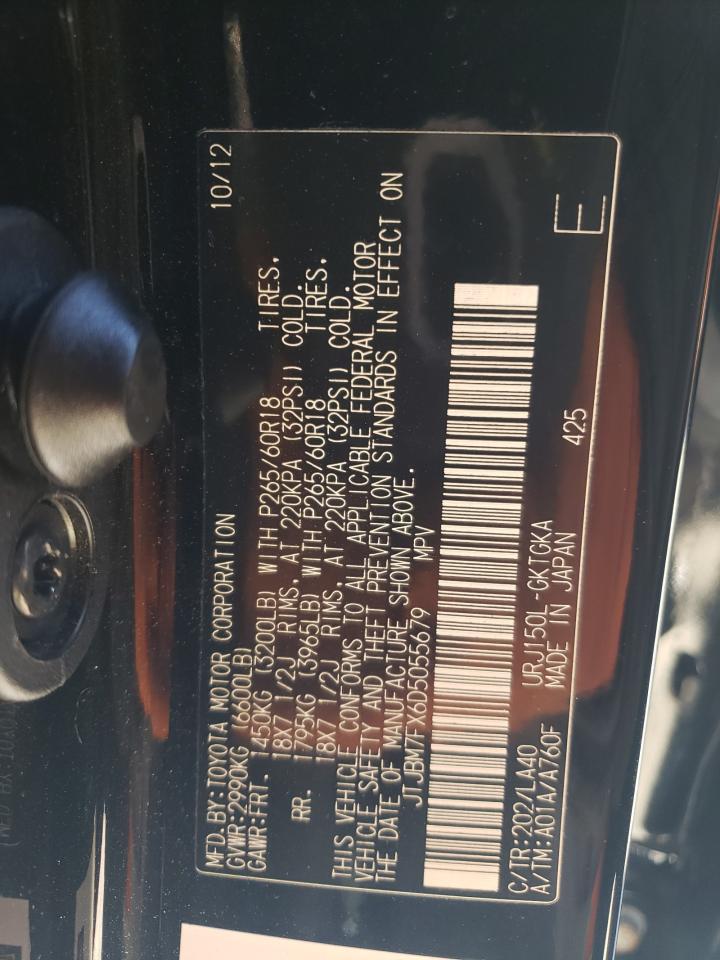 MFD. BY: TOYOTA MOTOR CORPORATION 10/12
GVWR: 2990KG (6600LB)
GAWR: FRT. 1450KG (3200LB) WITH P265/60R18 TIRES,
18X7 1/2J RIMS, AT 220KPA (32PSI) COLD.
RR. 1795KG (3965LB) WITH P265/60R18 TIRES,
18X7 1/2J RIMS, AT 220KPA (32PSI) COLD.
THIS VEHICLE CONFORMS TO ALL APPLICABLE FEDERAL MOTOR
VEHICLE SAFETY AND THEFT PREVENTION STANDARDS IN EFFECT ON
THE DATE OF MANUFACTURE SHOWN ABOVE.
JTJBM7FX6D5055679 MPV
C/TR: 202/LA40 URJ150L-GKTGKA
A/TM: A01A/A760F MADE IN JAPAN 425 E